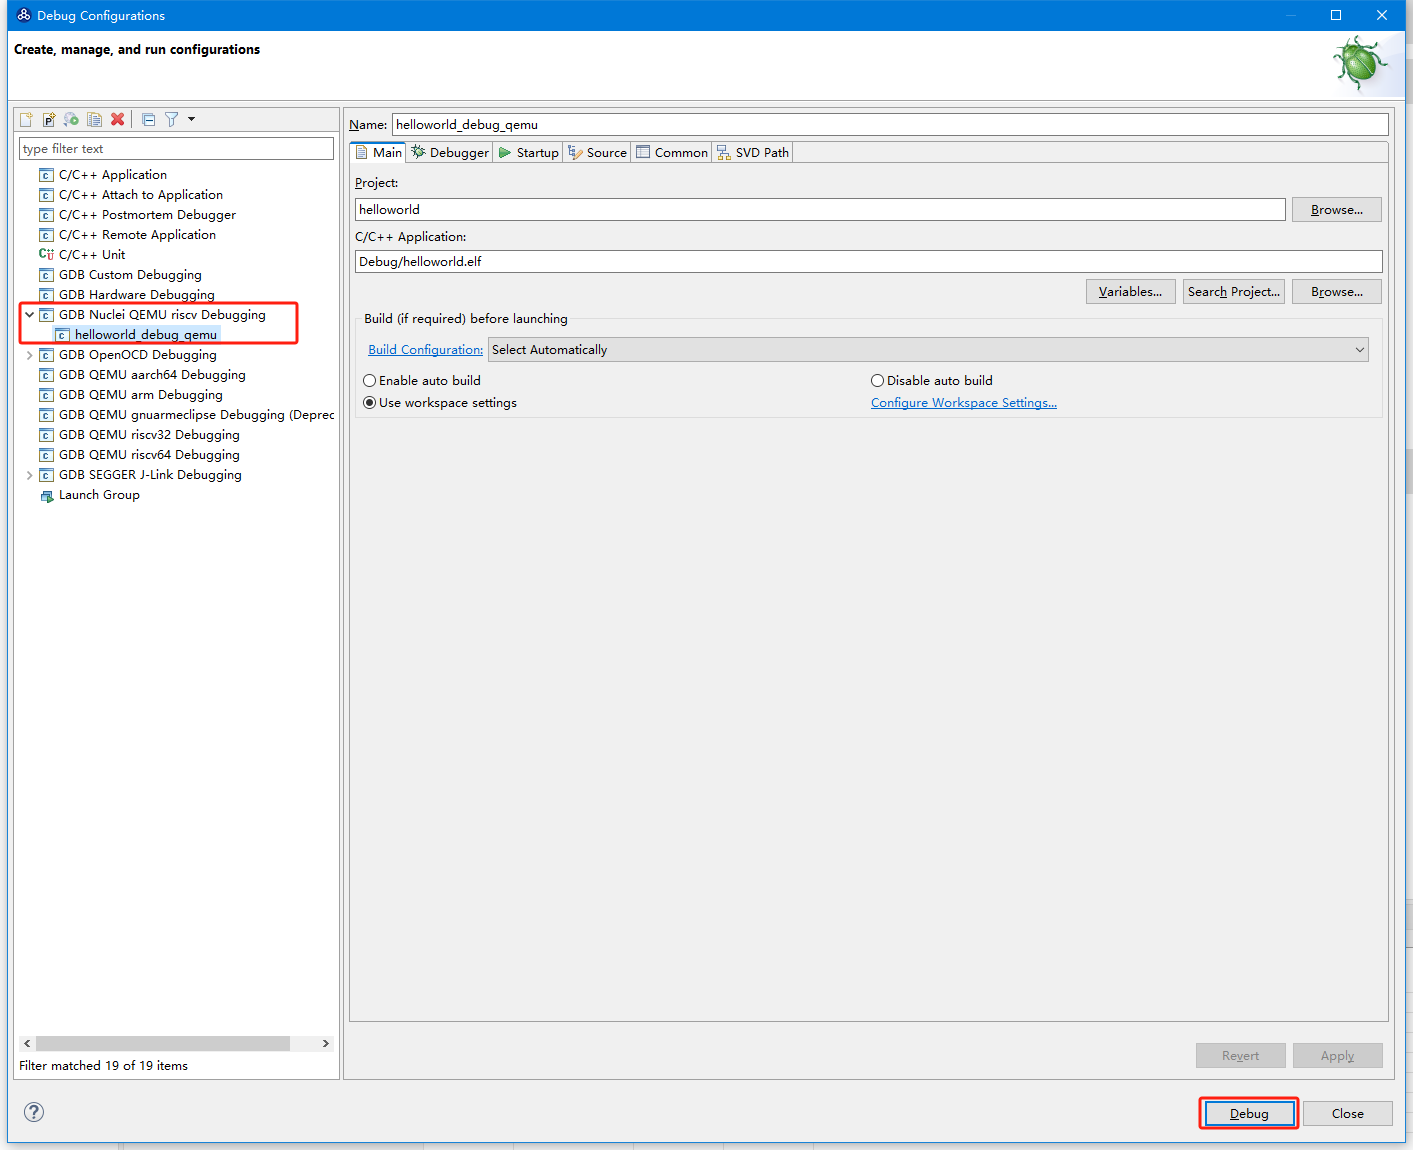 Debug Configurations
Create, manage, and run configurations
type filter text
C/C++ Application
C/C++ Attach to Application
C/C++ Postmortem Debugger
C/C++ Remote Application
C/C++ Unit
GDB Custom Debugging
GDB Hardware Debugging
GDB Nuclei QEMU riscv Debugging
helloworld_debug_qemu
GDB OpenOCD Debugging
GDB QEMU aarch64 Debugging
GDB QEMU arm Debugging
GDB QEMU gnuarmeclipse Debugging (Deprec
GDB QEMU riscv32 Debugging
GDB QEMU riscv64 Debugging
GDB SEGGER J-Link Debugging
Launch Group
Filter matched 19 of 19 items
Name: helloworld_debug_qemu
Main Debugger Startup Source Common SVD Path
Project:
helloworld Browse...
C/C++ Application:
Debug/helloworld.elf
Variables... Search Project... Browse...
Build (if required) before launching
Build Configuration: Select Automatically
Enable auto build Disable auto build
Use workspace settings Configure Workspace Settings...
Revert Apply
Debug Close